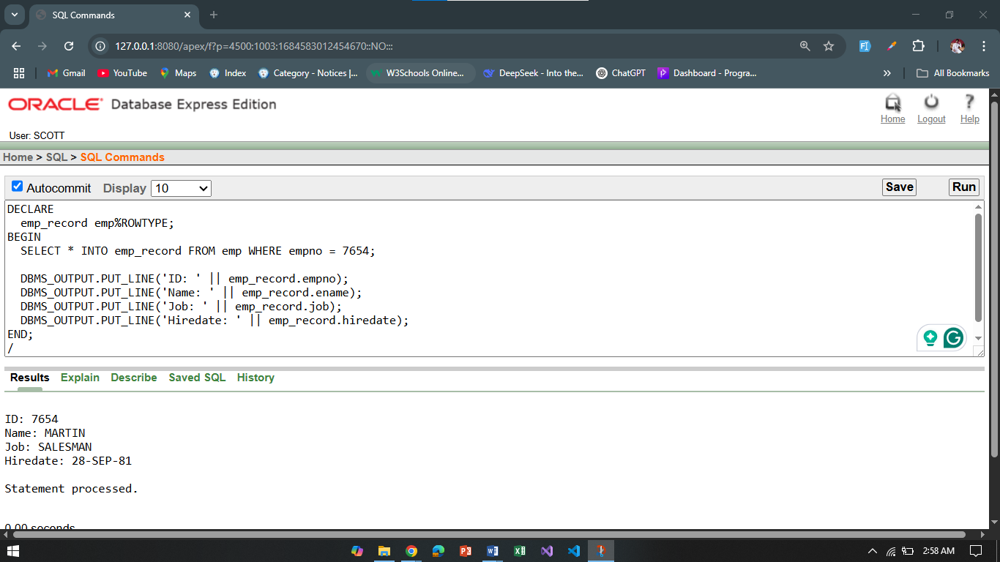 SQL Commands
127.0.0.1:8080/apex/f?p=4500:1003:1684583012454670::NO:::
Gmail YouTube Maps Index Category - Notices |... W3Schools Online... DeepSeek - Into the... ChatGPT Dashboard - Progra... » All Bookmarks
ORACLE Database Express Edition
Home Logout Help
User: SCOTT
Home > SQL > SQL Commands
Autocommit Display 10 Save Run
DECLARE
  emp_record emp%ROWTYPE;
BEGIN
  SELECT * INTO emp_record FROM emp WHERE empno = 7654;

  DBMS_OUTPUT.PUT_LINE('ID: ' || emp_record.empno);
  DBMS_OUTPUT.PUT_LINE('Name: ' || emp_record.ename);
  DBMS_OUTPUT.PUT_LINE('Job: ' || emp_record.job);
  DBMS_OUTPUT.PUT_LINE('Hiredate: ' || emp_record.hiredate);
END;
/
Results Explain Describe Saved SQL History
ID: 7654
Name: MARTIN
Job: SALESMAN
Hiredate: 28-SEP-81
Statement processed.
0.00 seconds
2:58 AM